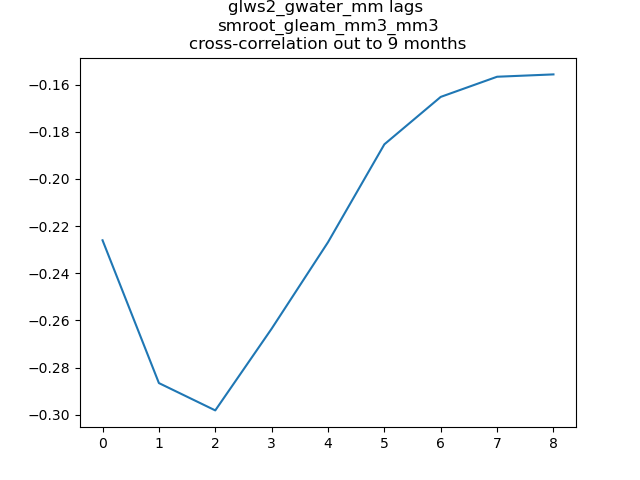 glws2_gwater_mm lags
smroot_gleam_mm3_mm3
cross-correlation out to 9 months
−0.16
−0.18
−0.20
−0.22
−0.24
−0.26
−0.28
−0.30
0 1 2 3 4 5 6 7 8